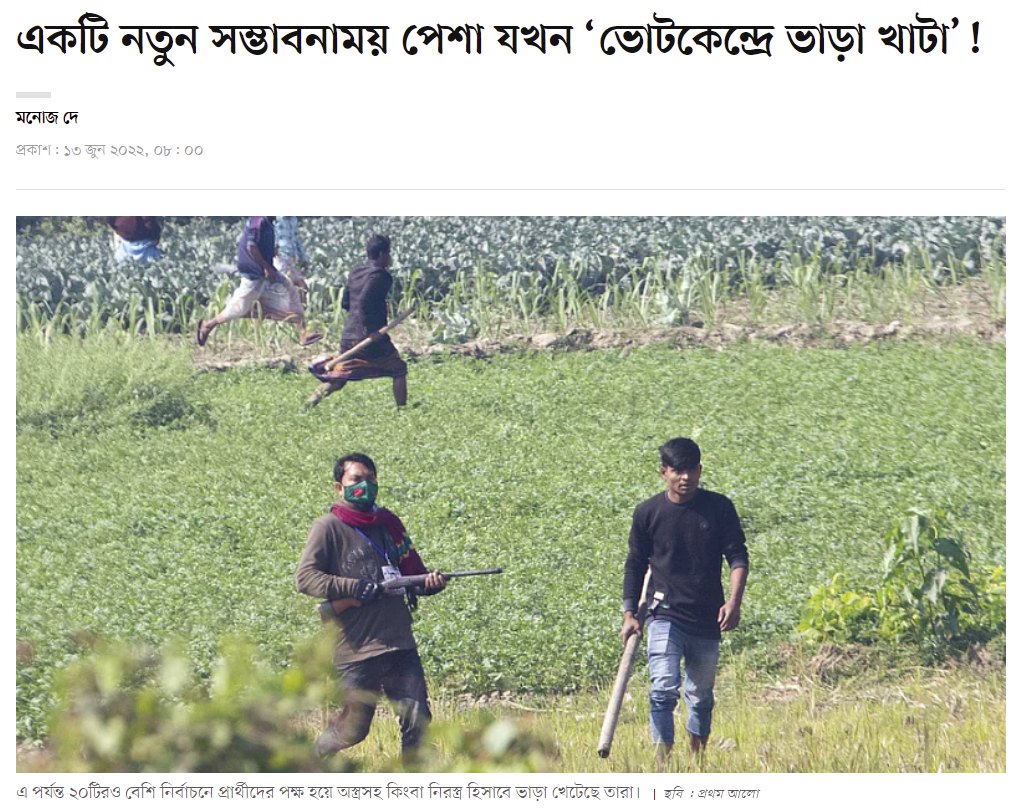 একটি নতুন সম্ভাবনাময় পেশা যখন ‘ভোটকেন্দ্রে ভাড়া খাটা’!
মনোজ দে
প্রকাশ : ১৩ জুন ২০২২, ০৮ : ০০
এ পর্যন্ত ২০টিরও বেশি নির্বাচনে প্রার্থীদের পক্ষ হয়ে অস্ত্রসহ কিংবা নিরস্ত্র হিসাবে ভাড়া খেটেছে তারা। | ছবি : প্রথম আলো